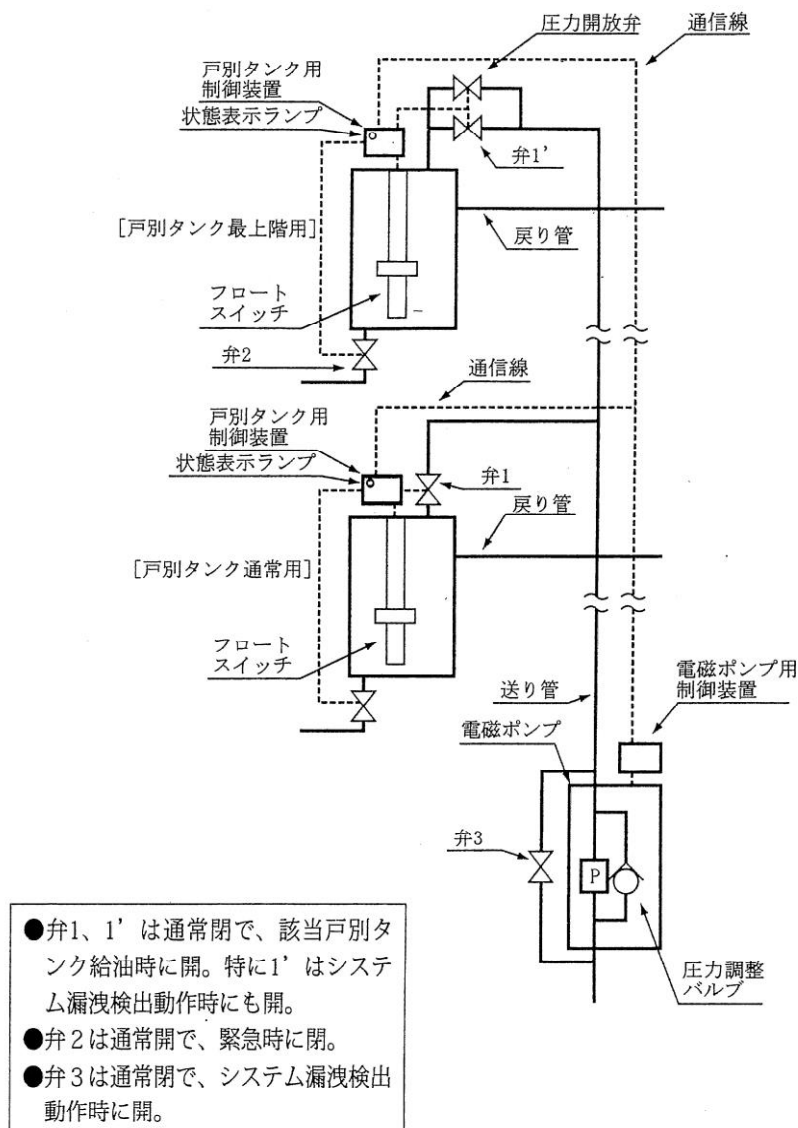 圧力開放弁
通信線
戸別タンク用
制御装置
状態表示ランプ
弁1'
[戸別タンク最上階用]
戻り管
フロート
スイッチ
弁2
通信線
戸別タンク用
制御装置
状態表示ランプ
弁1
戻り管
[戸別タンク通常用]
フロート
スイッチ
送り管
電磁ポンプ用
制御装置
電磁ポンプ
弁3
P
圧力調整
バルブ
●弁1、1’は通常閉で、該当戸別タ
ンク給油時に開。特に1’はシステ
ム漏洩検出動作時にも開。
●弁2は通常開で、緊急時に閉。
●弁3は通常閉で、システム漏洩検出
動作時に開。